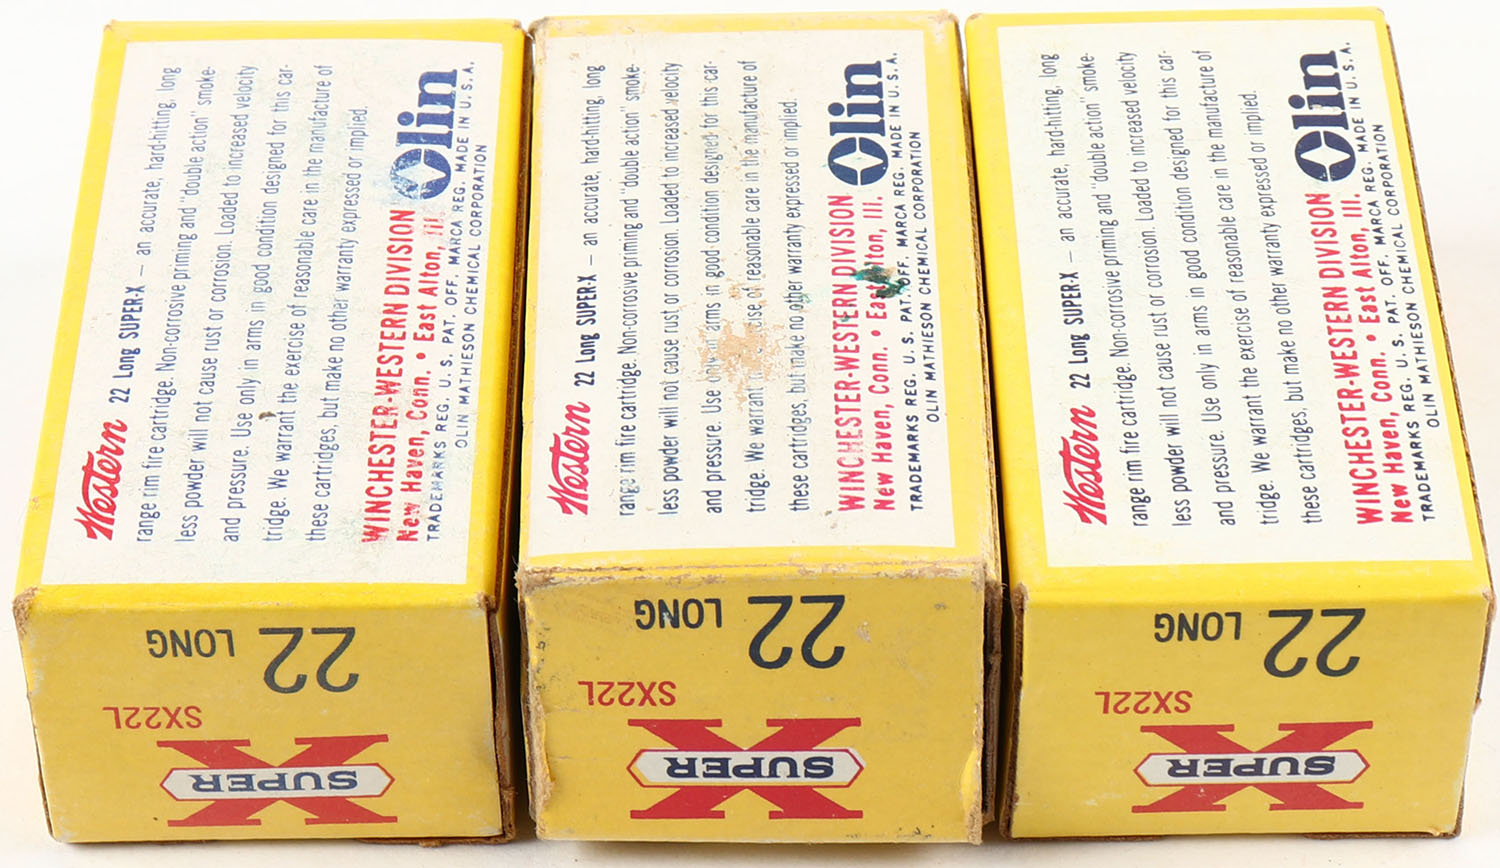 Western 22 Long SUPER-X — an accurate, hard-hitting, long
range rim fire cartridge. Non-corrosive priming and "double action" smoke-
less powder will not cause rust or corrosion. Loaded to increased velocity
and pressure. Use only in arms in good condition designed for this car-
tridge. We warrant the exercise of reasonable care in the manufacture of
these cartridges, but make no other warranty expressed or implied.
WINCHESTER-WESTERN DIVISION
New Haven, Conn. • East Alton, Ill.
Olin
TRADEMARKS REG. U. S. PAT. OFF. MARCA REG. MADE IN U. S. A.
OLIN MATHIESON CHEMICAL CORPORATION
22 LONG
SX22L
SUPER X
Western 22 Long SUPER-X — an accurate, hard-hitting, long
range rim fire cartridge. Non-corrosive priming and "double action" smoke-
less powder will not cause rust or corrosion. Loaded to increased velocity
and pressure. Use only in arms in good condition designed for this car-
tridge. We warrant exercise of reasonable care in the manufacture of
these cartridges, but make no other warranty expressed or implied.
WINCHESTER-WESTERN DIVISION
New Haven, Conn. • East Alton, Ill.
Olin
TRADEMARKS REG. U. S. PAT. OFF. MARCA REG. MADE IN U. S. A.
OLIN MATHIESON CHEMICAL CORPORATION
22 LONG
SX22L
SUPER X
Western 22 Long SUPER-X — an accurate, hard-hitting, long
range rim fire cartridge. Non-corrosive priming and "double action" smoke-
less powder will not cause rust or corrosion. Loaded to increased velocity
and pressure. Use only in arms in good condition designed for this car-
tridge. We warrant the exercise of reasonable care in the manufacture of
these cartridges, but make no other warranty expressed or implied.
WINCHESTER-WESTERN DIVISION
New Haven, Conn. • East Alton, Ill.
Olin
TRADEMARKS REG. U. S. PAT. OFF. MARCA REG. MADE IN U. S. A.
OLIN MATHIESON CHEMICAL CORPORATION
22 LONG
SX22L
SUPER X